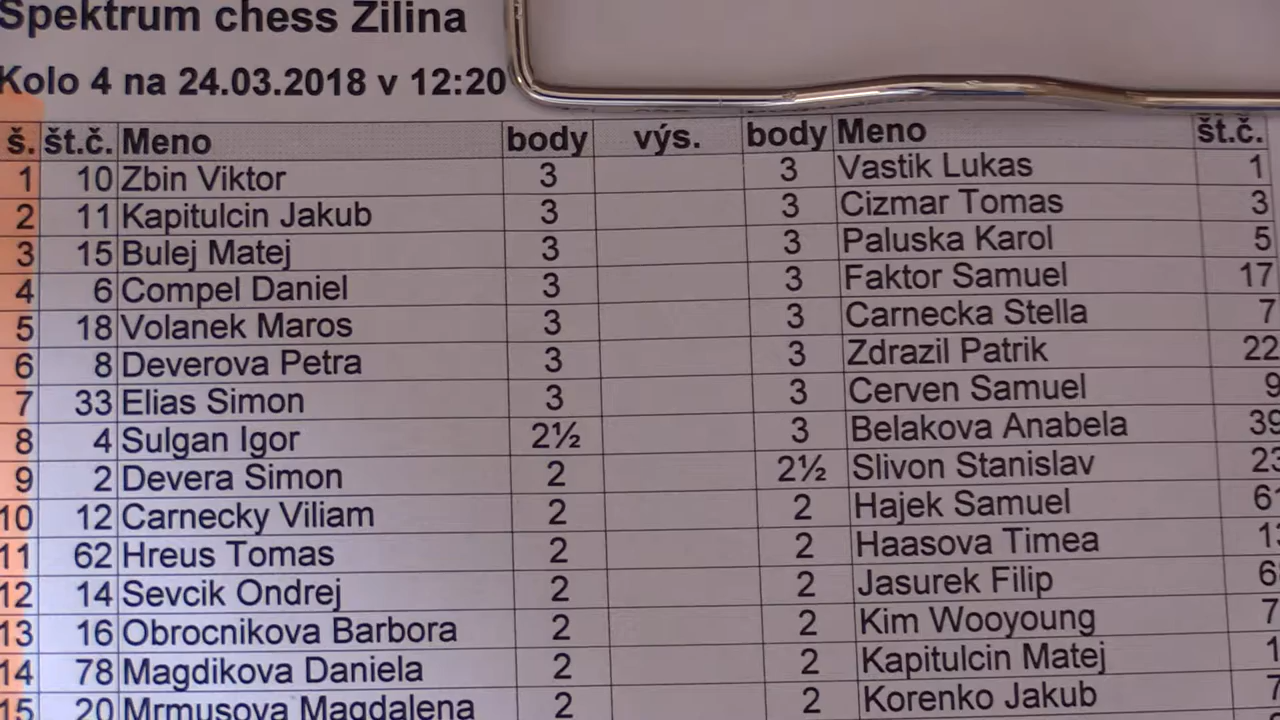 Spektrum chess Zilina
Kolo 4 na 24.03.2018 v 12:20
š. št.č. Meno body výs. body Meno št.č.
1 10 Zbin Viktor 3 3 Vastik Lukas 1
2 11 Kapitulcin Jakub 3 3 Cizmar Tomas 3
3 15 Bulej Matej 3 3 Paluska Karol 5
4 6 Compel Daniel 3 3 Faktor Samuel 17
5 18 Volanek Maros 3 3 Carnecka Stella 7
6 8 Deverova Petra 3 3 Zdrazil Patrik 22
7 33 Elias Simon 3 3 Cerven Samuel 9
8 4 Sulgan Igor 2½ 3 Belakova Anabela 39
9 2 Devera Simon 2 2½ Slivon Stanislav 23
10 12 Carnecky Viliam 2 2 Hajek Samuel
11 62 Hreus Tomas 2 2 Haasova Timea
12 14 Sevcik Ondrej 2 2 Jasurek Filip
13 16 Obrocnikova Barbora 2 2 Kim Wooyoung
14 78 Magdikova Daniela 2 2 Kapitulcin Matej
15 20 Mrmusova Magdalena 2 2 Korenko Jakub